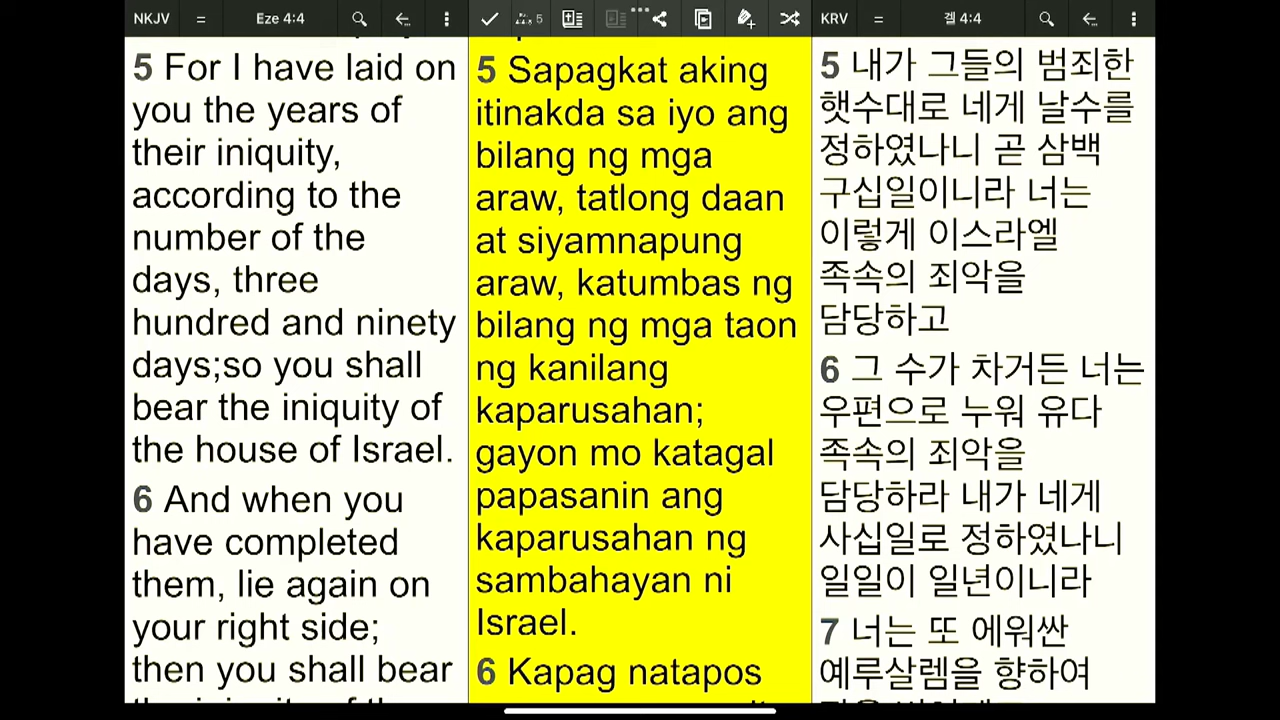 NKJV = Eze 4:4
5
KRV = 겔 4:4
5 For I have laid on
you the years of
their iniquity,
according to the
number of the
days, three
hundred and ninety
days;so you shall
bear the iniquity of
the house of Israel.
6 And when you
have completed
them, lie again on
your right side;
then you shall bear
5 Sapagkat aking
itinakda sa iyo ang
bilang ng mga
araw, tatlong daan
at siyamnapung
araw, katumbas ng
bilang ng mga taon
ng kanilang
kaparusahan;
gayon mo katagal
papasanin ang
kaparusahan ng
sambahayan ni
Israel.
6 Kapag natapos
5 내가 그들의 범죄한
햇수대로 네게 날수를
정하였나니 곧 삼백
구십일이니라 너는
이렇게 이스라엘
족속의 죄악을
담당하고
6 그 수가 차거든 너는
우편으로 누워 유다
족속의 죄악을
담당하라 내가 네게
사십일로 정하였나니
일일이 일년이니라
7 너는 또 에워싼
예루살렘을 향하여